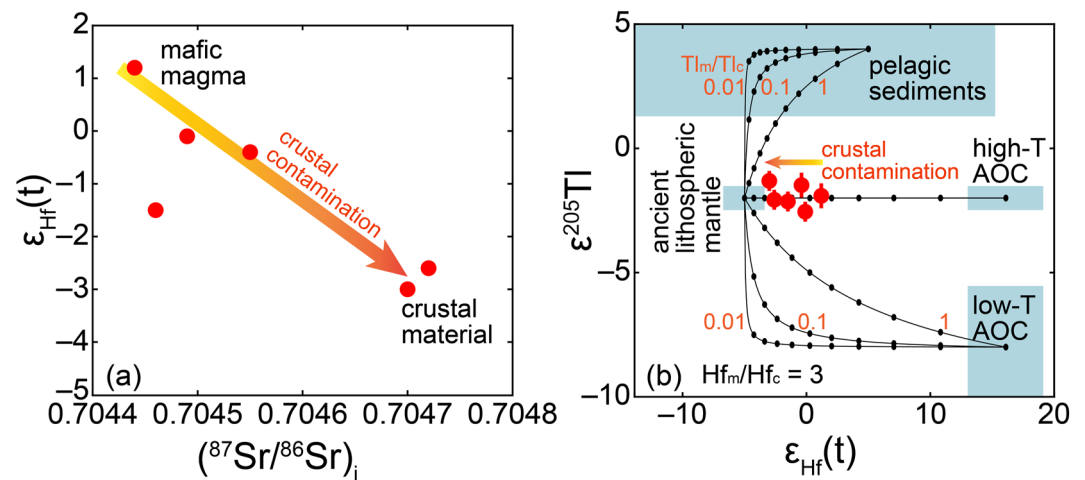 2
1
0
−1
−2
−3
−4
−5
εHf(t)
mafic
magma
crustal
contamination
crustal
material
(a)
0.7044
0.7045
0.7046
0.7047
0.7048
(⁸⁷Sr/⁸⁶Sr)i
5
0
−5
−10
ε²⁰⁵Tl
Tlm/Tlc
0.01
0.1
1
pelagic
sediments
ancient
lithospheric
mantle
crustal
contamination
high-T
AOC
low-T
AOC
0.01
0.1
1
(b)
Hfm/Hfc = 3
−10
0
10
20
εHf(t)